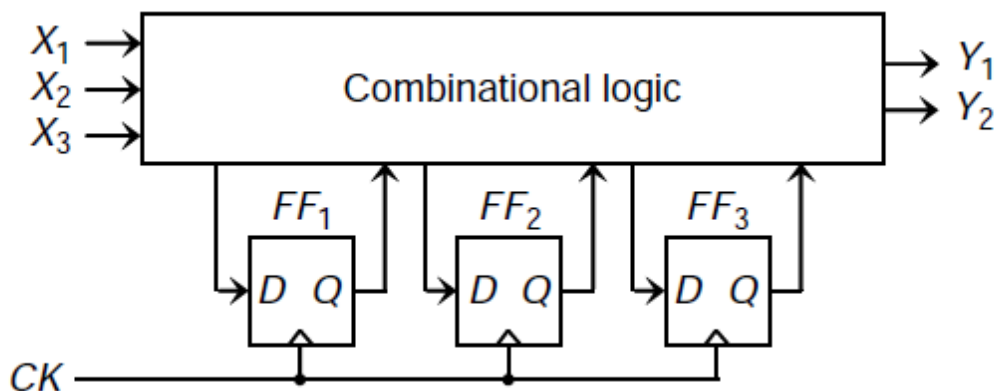 X₁
X₂
X₃
Combinational logic
Y₁
Y₂
FF₁ FF₂ FF₃
D Q D Q D Q
CK